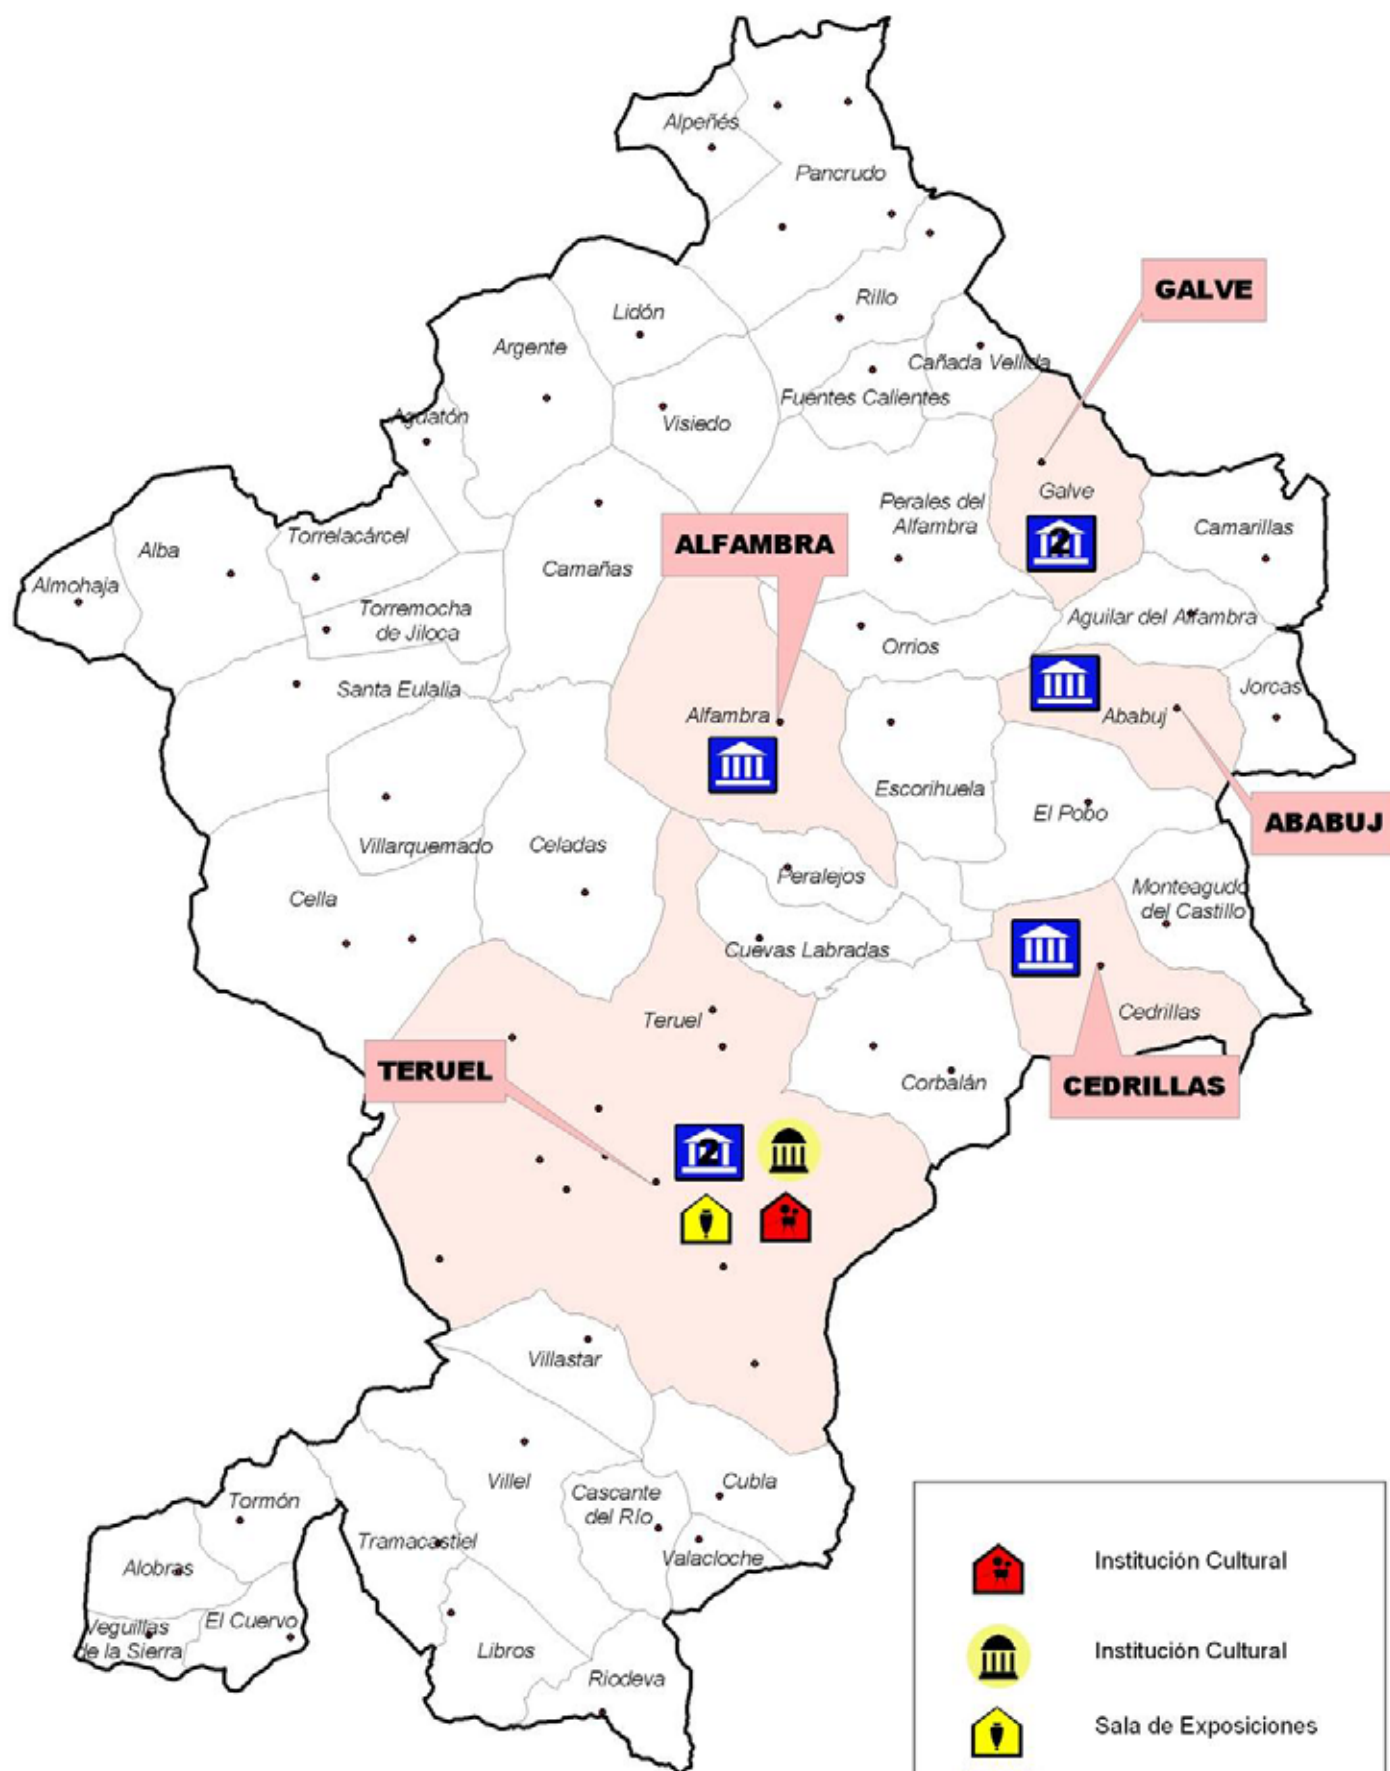 Alpeñés
Pancrudo
GALVE
Rillo
Lidón
Argente
Cañada Vellida
Fuentes Calientes
Aguatón
Visiedo
Galve
Perales del
Alfambra
2
Camarillas
ALFAMBRA
Torrelacárcel
Alba
Camañas
Almohaja
Torremocha
de Jiloca
Aguilar del Alfambra
Orrios
Santa Eulalia
Jorcas
Alfambra
Ababuj
Escorihuela
El Pobo
ABABUJ
Villarquemado
Celadas
Peralejos
Monteagudo
del Castillo
Cella
Cuevas Labradas
Cedrillas
Teruel
TERUEL
Corbalán
CEDRILLAS
2
Villastar
Villel
Cubla
Cascante
del Río
Tormón
Tramacastiel
Valacloche
Alobras
Veguillas
de la Sierra
El Cuervo
Libros
Riodeva
Institución Cultural
Institución Cultural
Sala de Exposiciones